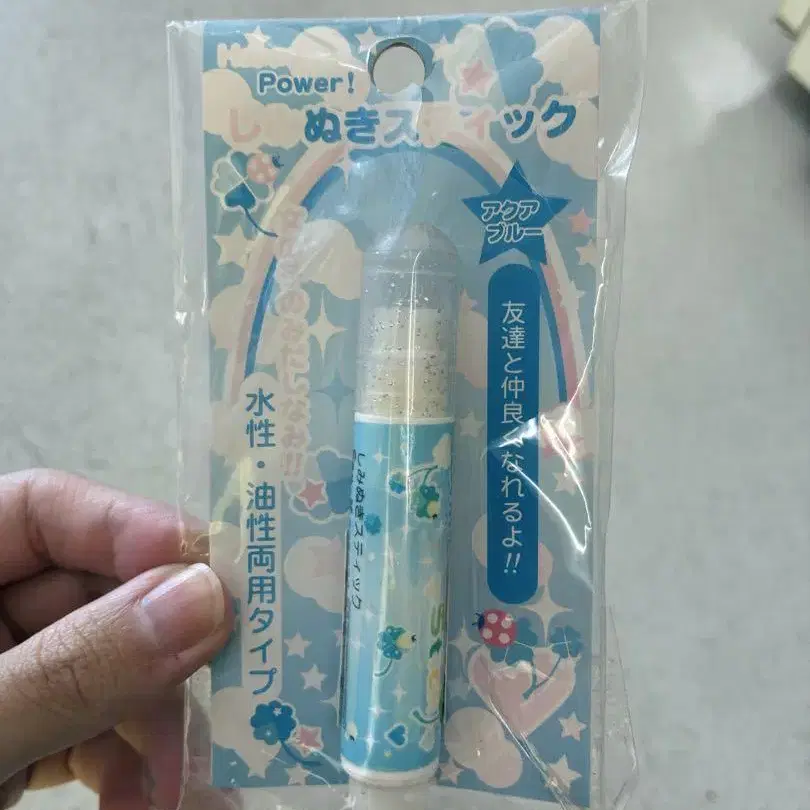 Power!
しみぬきスティック
アクア
ブルー
友達と仲良くなれるよ!!
水性・油性両用タイプ
しみぬきスティック